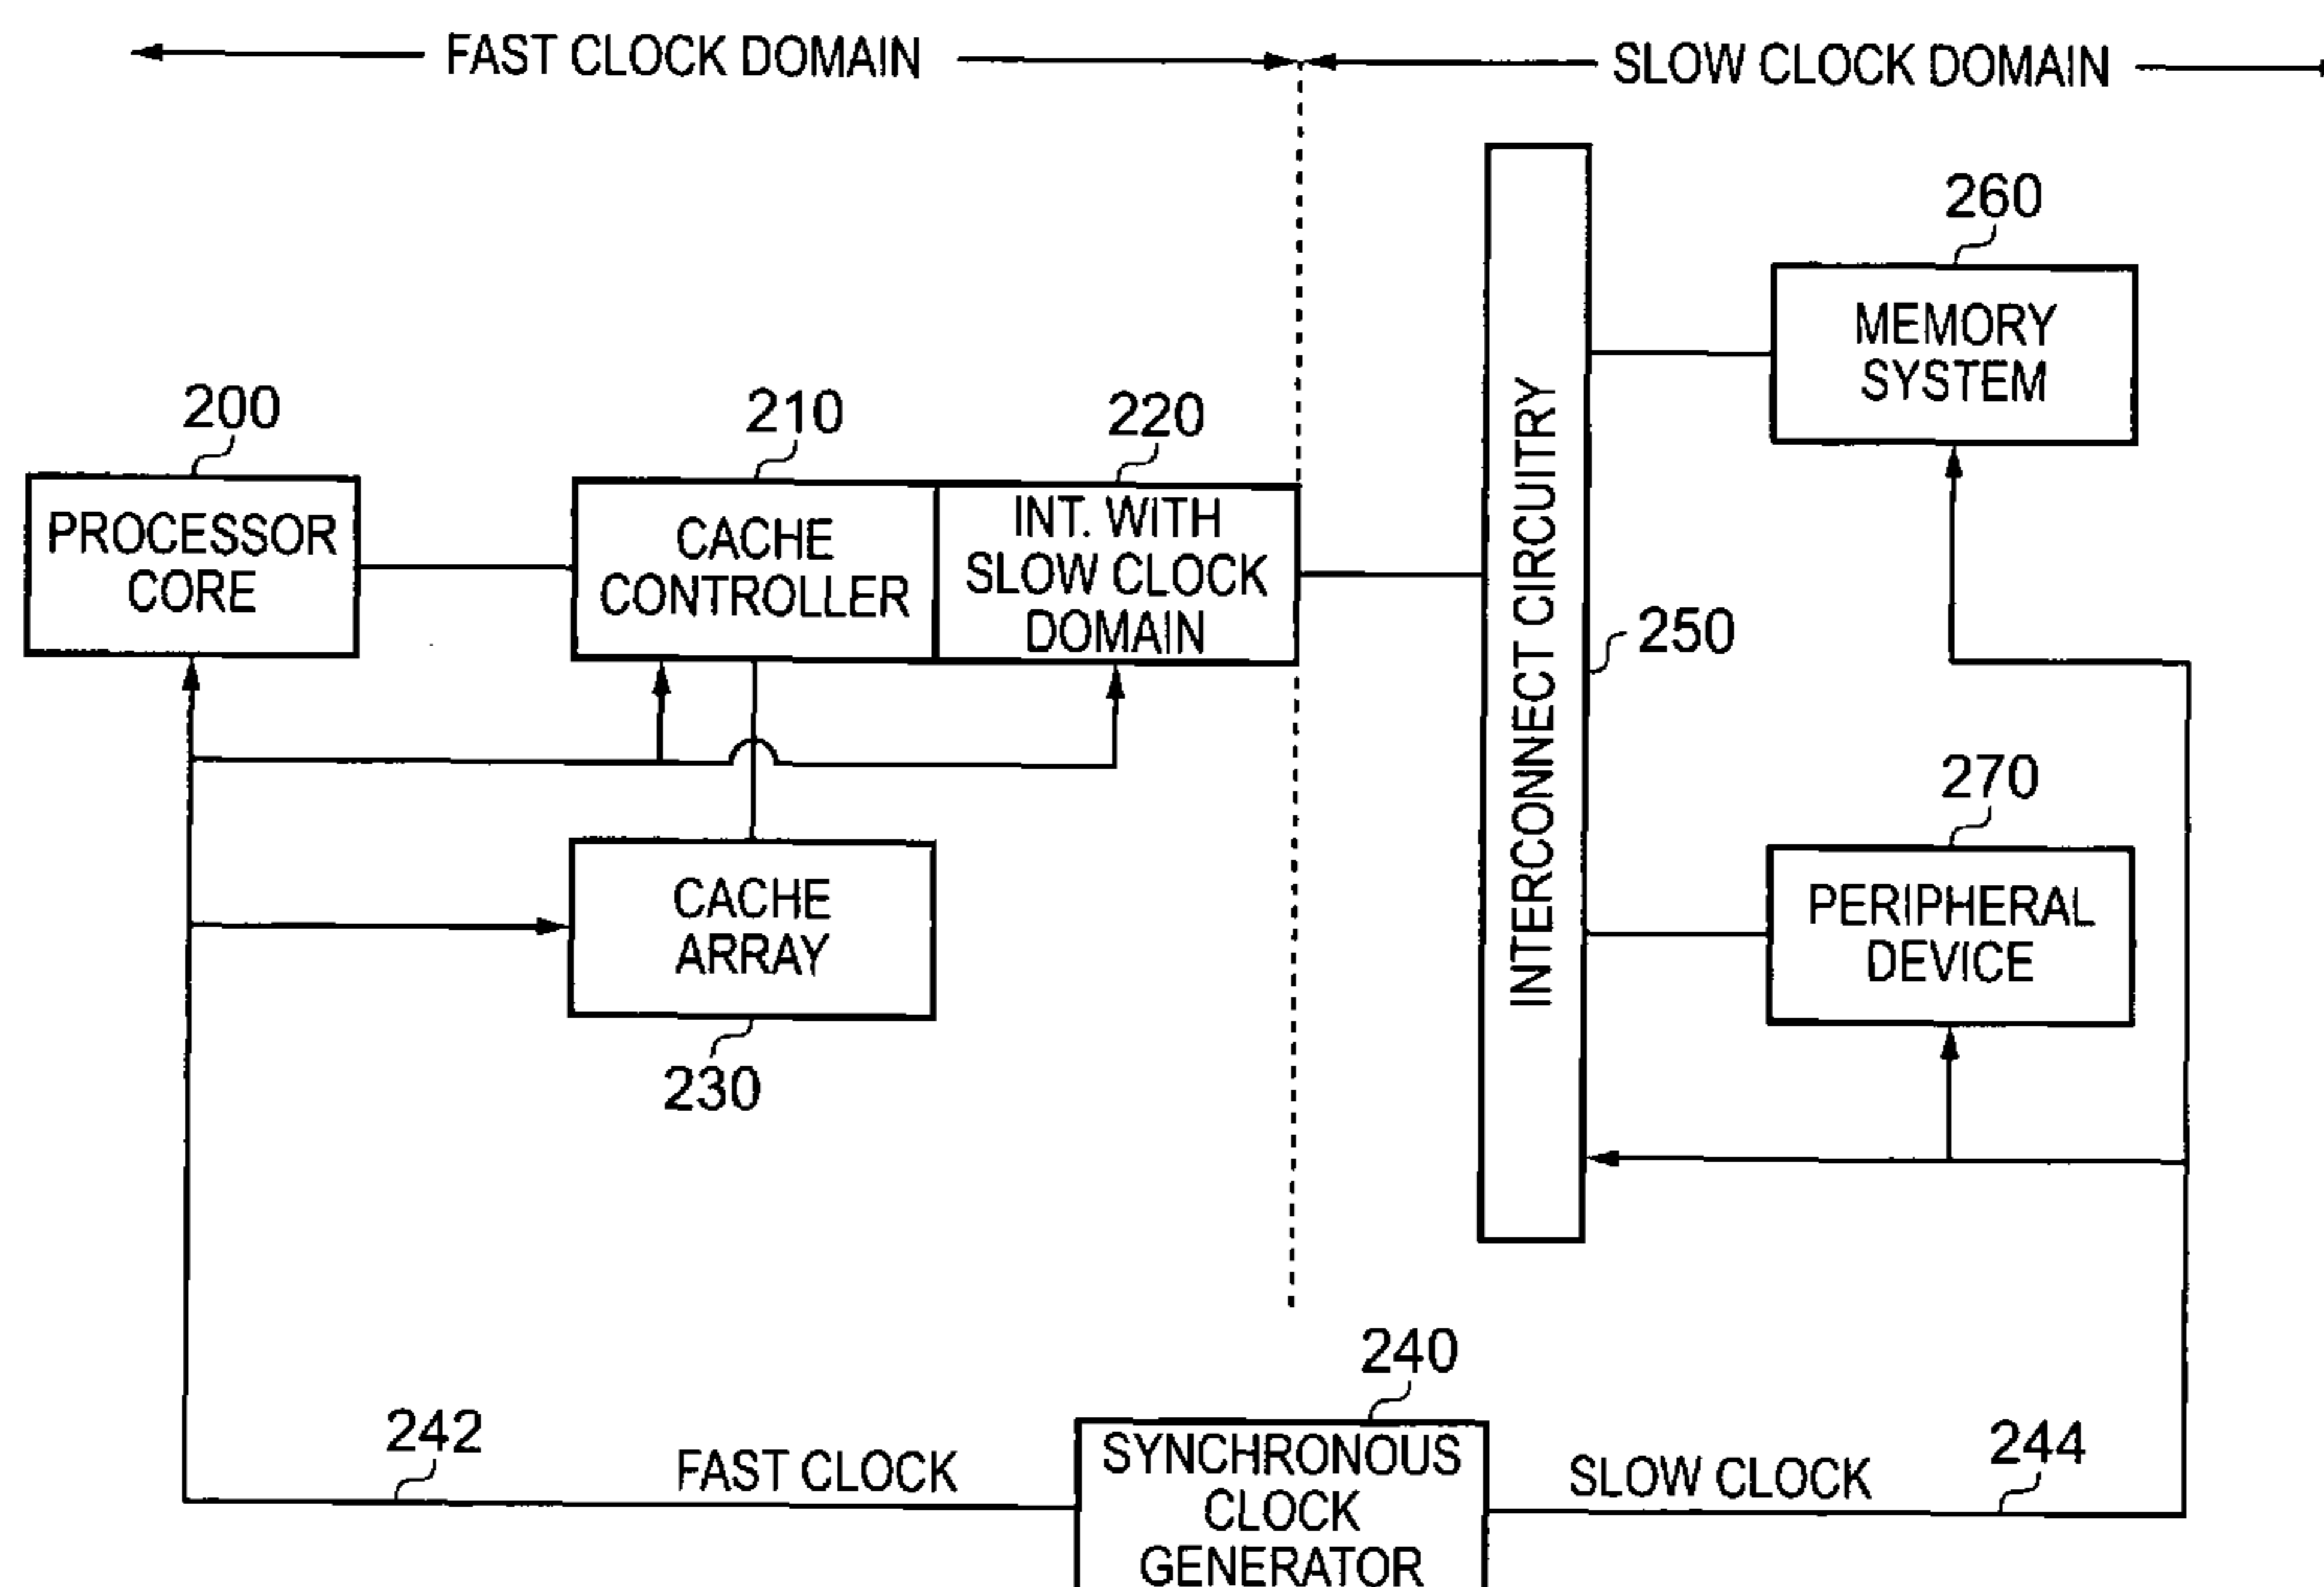 FAST CLOCK DOMAIN
SLOW CLOCK DOMAIN
260
MEMORY
SYSTEM
200
PROCESSOR
CORE
210
CACHE
CONTROLLER
220
INT. WITH
SLOW CLOCK
DOMAIN
INTERCONNECT CIRCUITRY
250
270
PERIPHERAL
DEVICE
CACHE
ARRAY
230
240
SYNCHRONOUS
CLOCK
GENERATOR
242
FAST CLOCK
SLOW CLOCK
244